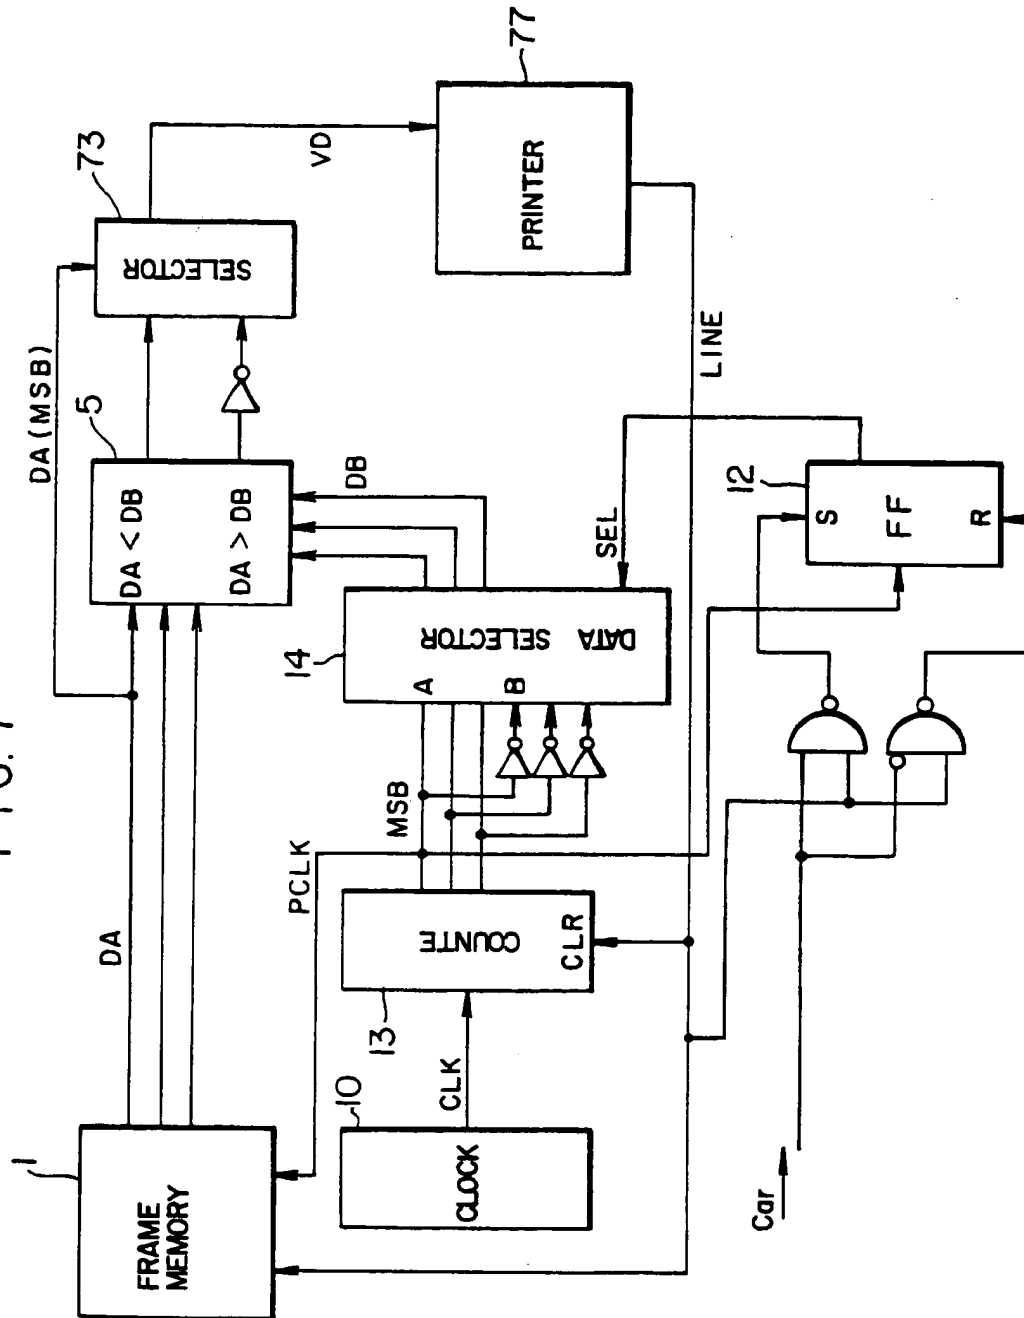 FIG. 7
1
FRAME
MEMORY
DA
DA(MSB)
5
DA < DB
DA > DB
73
SELECTOR
VD
77
PRINTER
DB
10
CLOCK
CLK
13
COUNTE
CLR
PCLK
MSB
14
A
B
DATA
SELECTOR
SEL
LINE
12
S
FF
R
Car